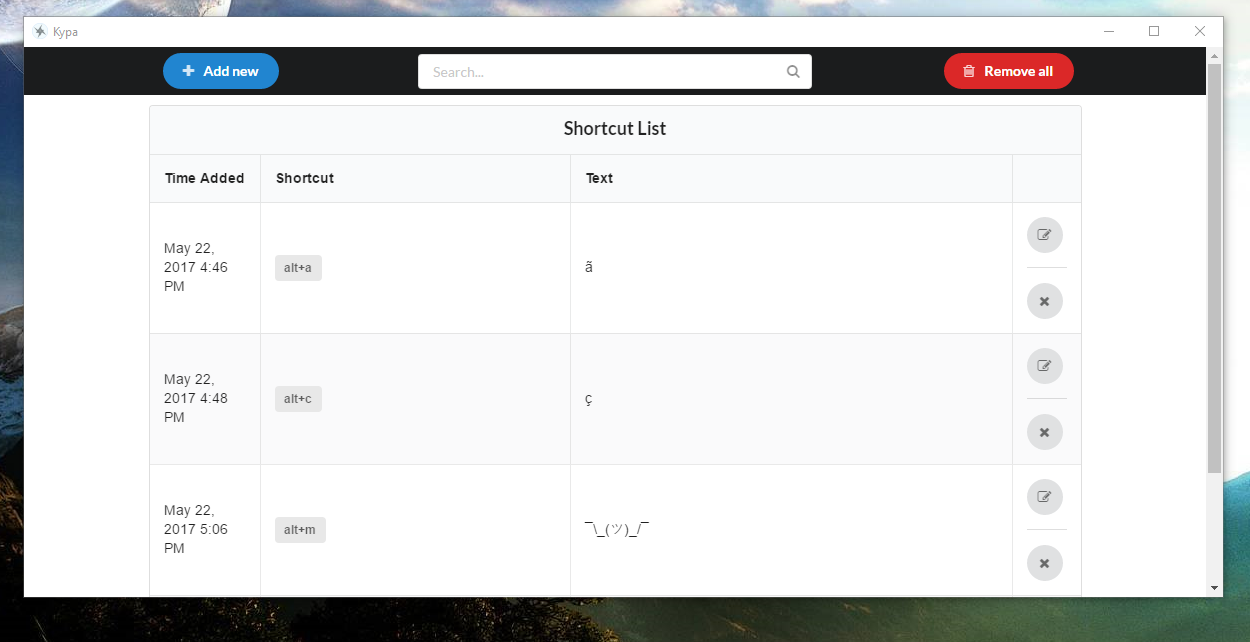 Kypa
Add new
Search...
Remove all
Shortcut List
Time Added
Shortcut
Text
May 22,
2017 4:46
PM
alt+a
ã
May 22,
2017 4:48
PM
alt+c
ç
May 22,
2017 5:06
PM
alt+m
¯\_(ツ)_/¯